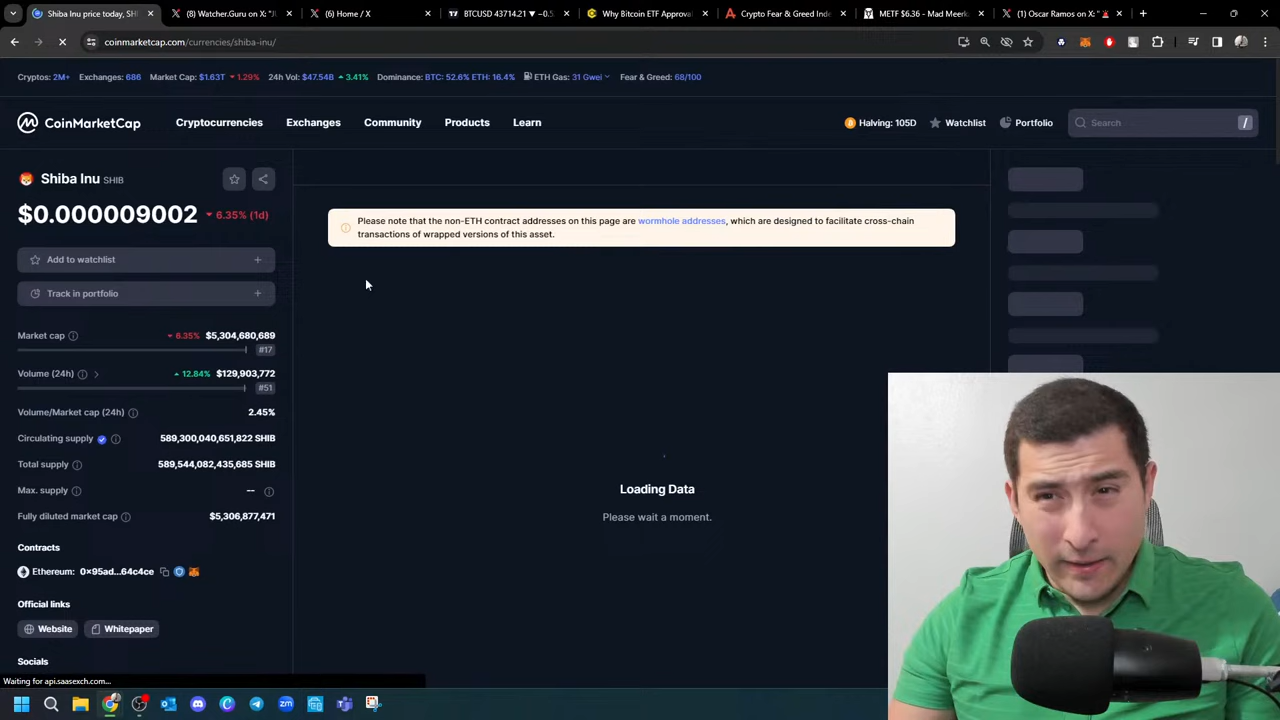 Shiba Inu price today, SH
(8) Watcher.Guru on X: "JU
(6) Home / X
BTCUSD 43714.21 ▼ −0.5
Why Bitcoin ETF Approval
Crypto Fear & Greed Inde
METF $6.36 - Mad Meerk
(1) Oscar Ramos on X: "
coinmarketcap.com/currencies/shiba-inu/
Cryptos: 2M+ Exchanges: 686 Market Cap: $1.63T 1.29% 24h Vol: $47.54B 3.41% Dominance: BTC: 52.6% ETH: 16.4% ETH Gas: 31 Gwei Fear & Greed: 68/100
CoinMarketCap Cryptocurrencies Exchanges Community Products Learn Halving: 105D Watchlist Portfolio Search /
Shiba Inu SHIB
$0.000009002 6.35% (1d)
Add to watchlist +
Track in portfolio +
Market cap 6.35% $5,304,680,689
#17
Volume (24h) 12.84% $129,903,772
#51
Volume/Market cap (24h) 2.45%
Circulating supply 589,300,040,651,822 SHIB
Total supply 589,544,082,435,685 SHIB
Max. supply --
Fully diluted market cap $5,306,877,471
Contracts
Ethereum: 0x95ad...64c4ce
Official links
Website Whitepaper
Socials
Please note that the non-ETH contract addresses on this page are wormhole addresses, which are designed to facilitate cross-chain
transactions of wrapped versions of this asset.
Loading Data
Please wait a moment.
Waiting for api.saasexch.com...
zm